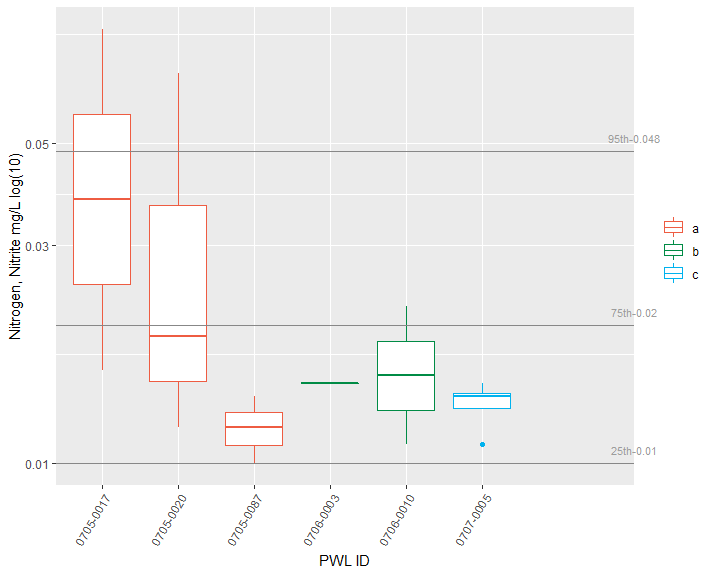 Nitrogen, Nitrite mg/L log(10)
0.05
0.03
0.01
95th-0.048
75th-0.02
25th-0.01
0705-0017
0705-0020
0705-0087
0706-0003
0706-0010
0707-0005
PWL ID
a
b
c